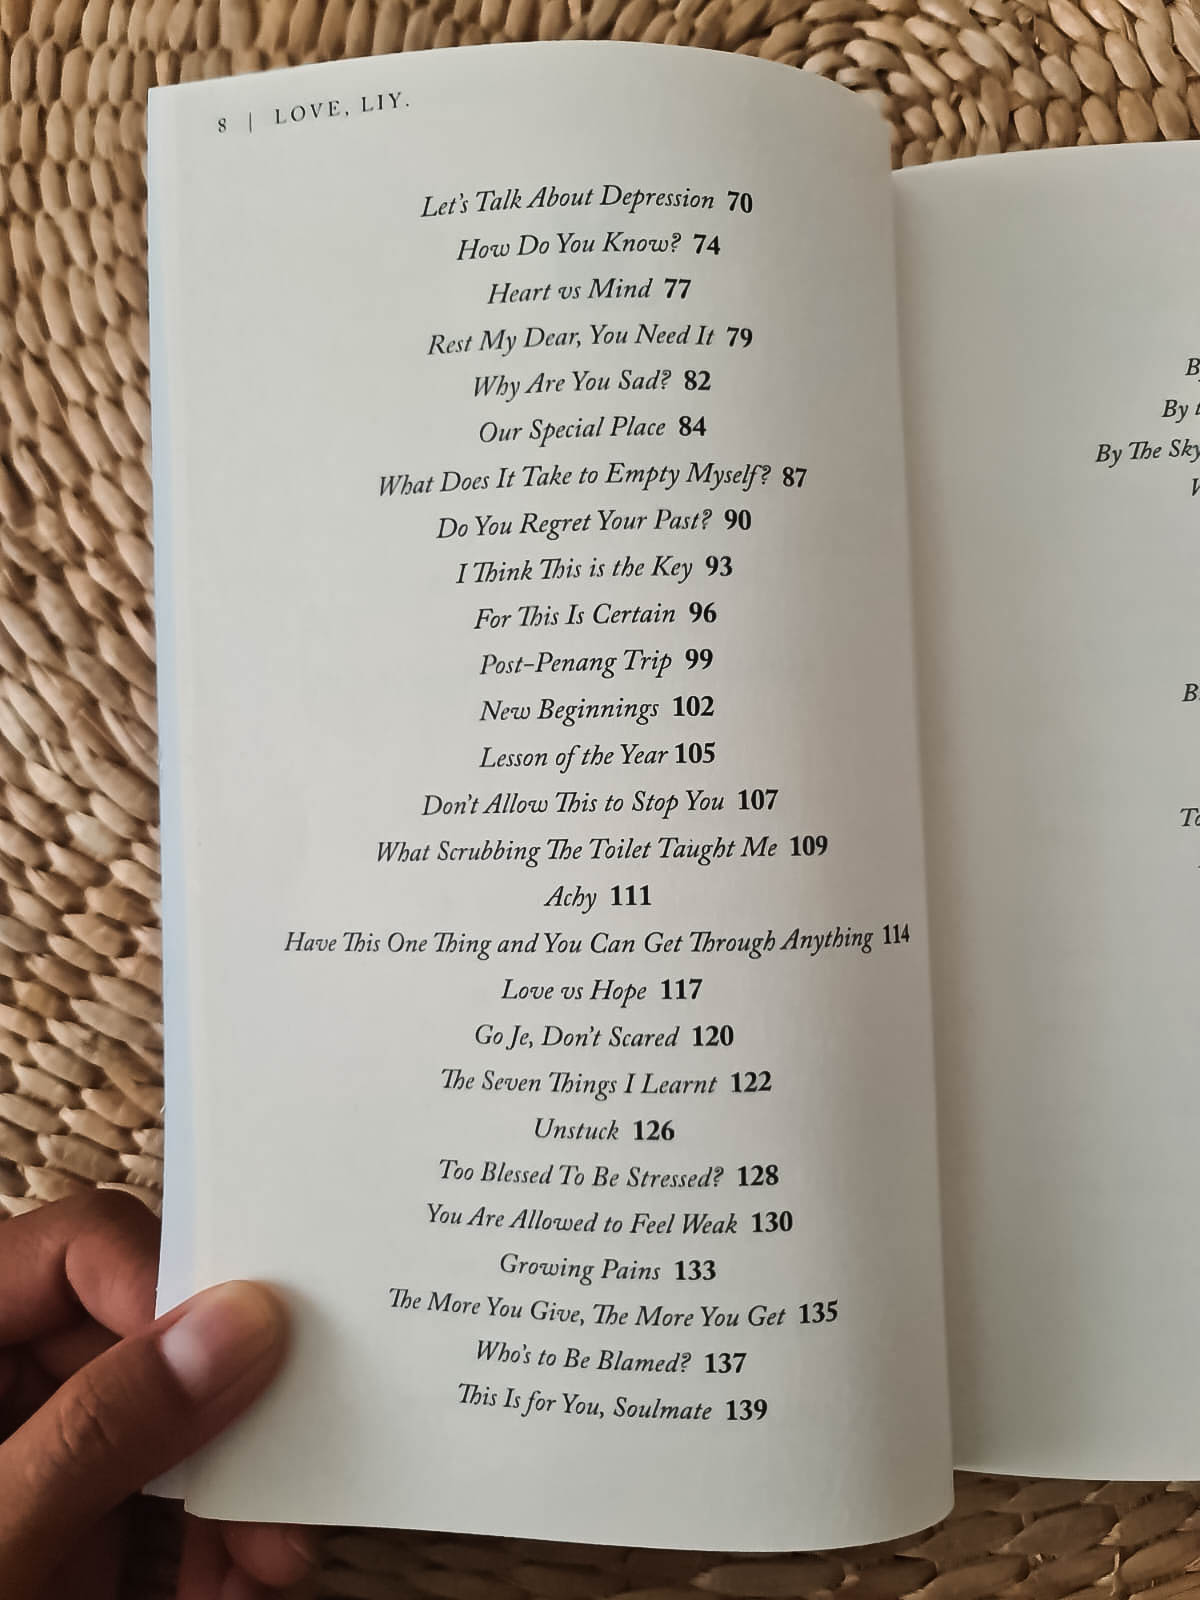 8 | LOVE, LIY.
Let's Talk About Depression 70
How Do You Know? 74
Heart vs Mind 77
Rest My Dear, You Need It 79
Why Are You Sad? 82
Our Special Place 84
What Does It Take to Empty Myself? 87
Do You Regret Your Past? 90
I Think This is the Key 93
For This Is Certain 96
Post-Penang Trip 99
New Beginnings 102
Lesson of the Year 105
Don't Allow This to Stop You 107
What Scrubbing The Toilet Taught Me 109
Achy 111
Have This One Thing and You Can Get Through Anything 114
Love vs Hope 117
Go Je, Don't Scared 120
The Seven Things I Learnt 122
Unstuck 126
Too Blessed To Be Stressed? 128
You Are Allowed to Feel Weak 130
Growing Pains 133
The More You Give, The More You Get 135
Who's to Be Blamed? 137
This Is for You, Soulmate 139
By
By The Sky